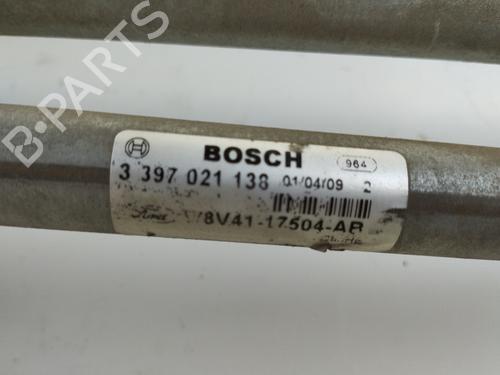 B-PARTS
BOSCH
964
3 397 021 138 01/04/09 2
8V41-17504-AB